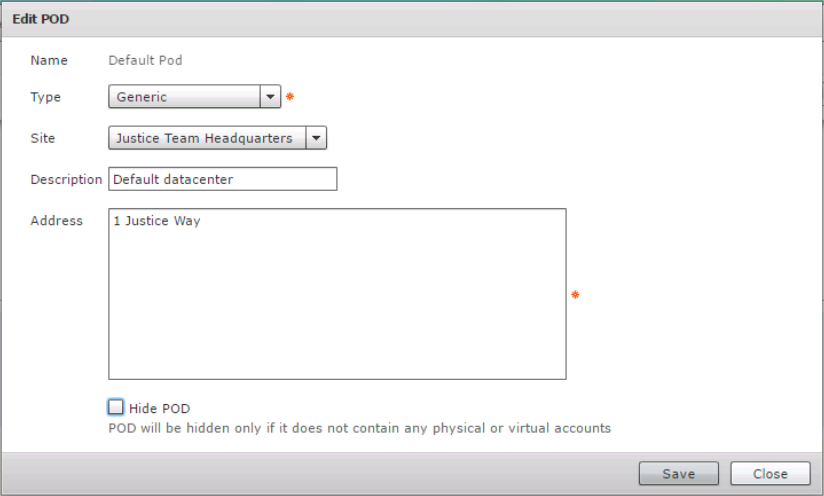 Edit POD
Name Default Pod
Type Generic *
Site Justice Team Headquarters
Description Default datacenter
Address 1 Justice Way
*
Hide POD
POD will be hidden only if it does not contain any physical or virtual accounts
Save Close